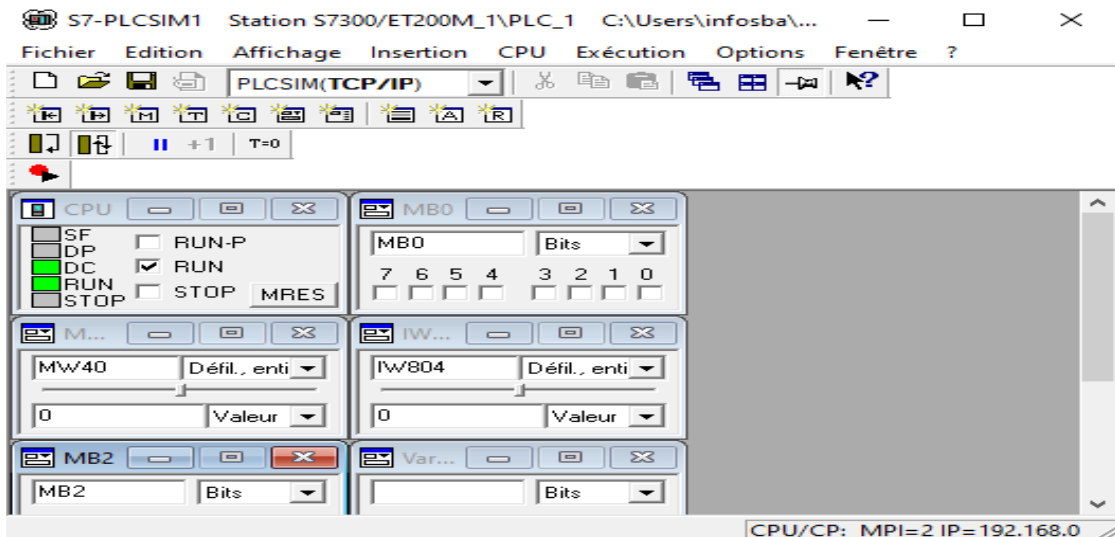 S7-PLCSIM1 Station S7300/ET200M_1\PLC_1 C:\Users\infosba\...
Fichier Edition Affichage Insertion CPU Exécution Options Fenêtre ?
PLCSIM(TCP/IP)
+1 T=0
CPU
SF
DP
DC
RUN
STOP
RUN-P
RUN
STOP
MRES
MB0
MB0 Bits
7 6 5 4 3 2 1 0
M...
MW40 Défil., enti
0 Valeur
IW...
IW804 Défil., enti
0 Valeur
MB2
MB2 Bits
Var...
Bits
CPU/CP: MPI=2 IP=192.168.0